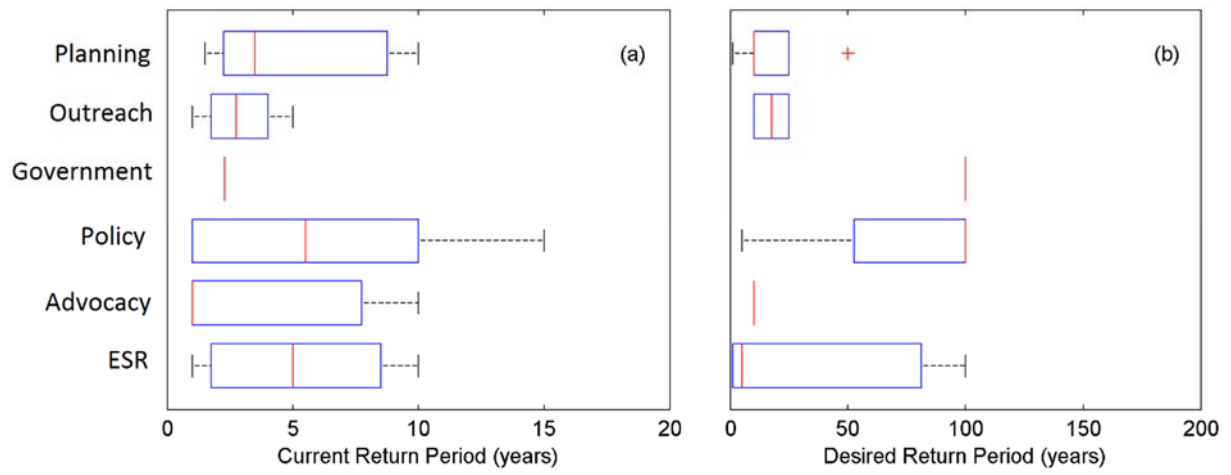 Planning
Outreach
Government
Policy
Advocacy
ESR
(a)
0 5 10 15 20
Current Return Period (years)
(b)
0 50 100 150 200
Desired Return Period (years)